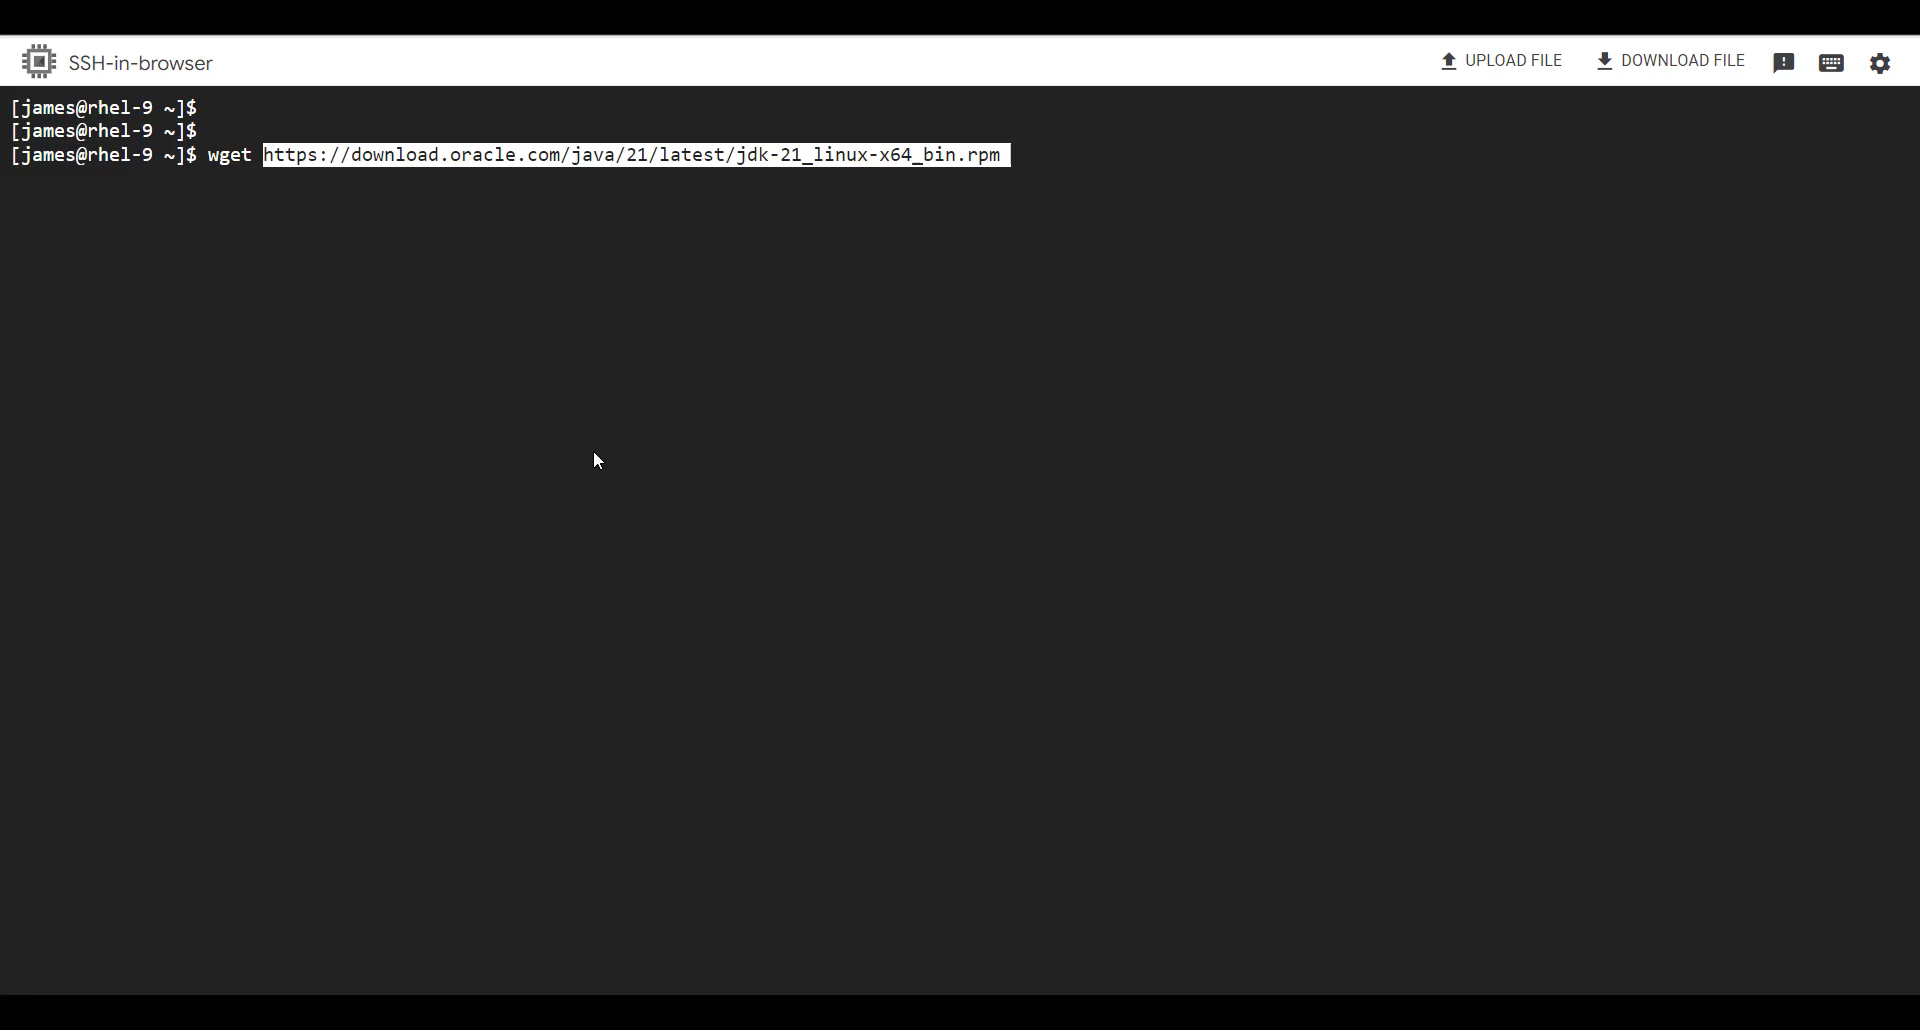 SSH-in-browser
UPLOAD FILE
DOWNLOAD FILE
[james@rhel-9 ~]$
[james@rhel-9 ~]$
[james@rhel-9 ~]$ wget https://download.oracle.com/java/21/latest/jdk-21_linux-x64_bin.rpm